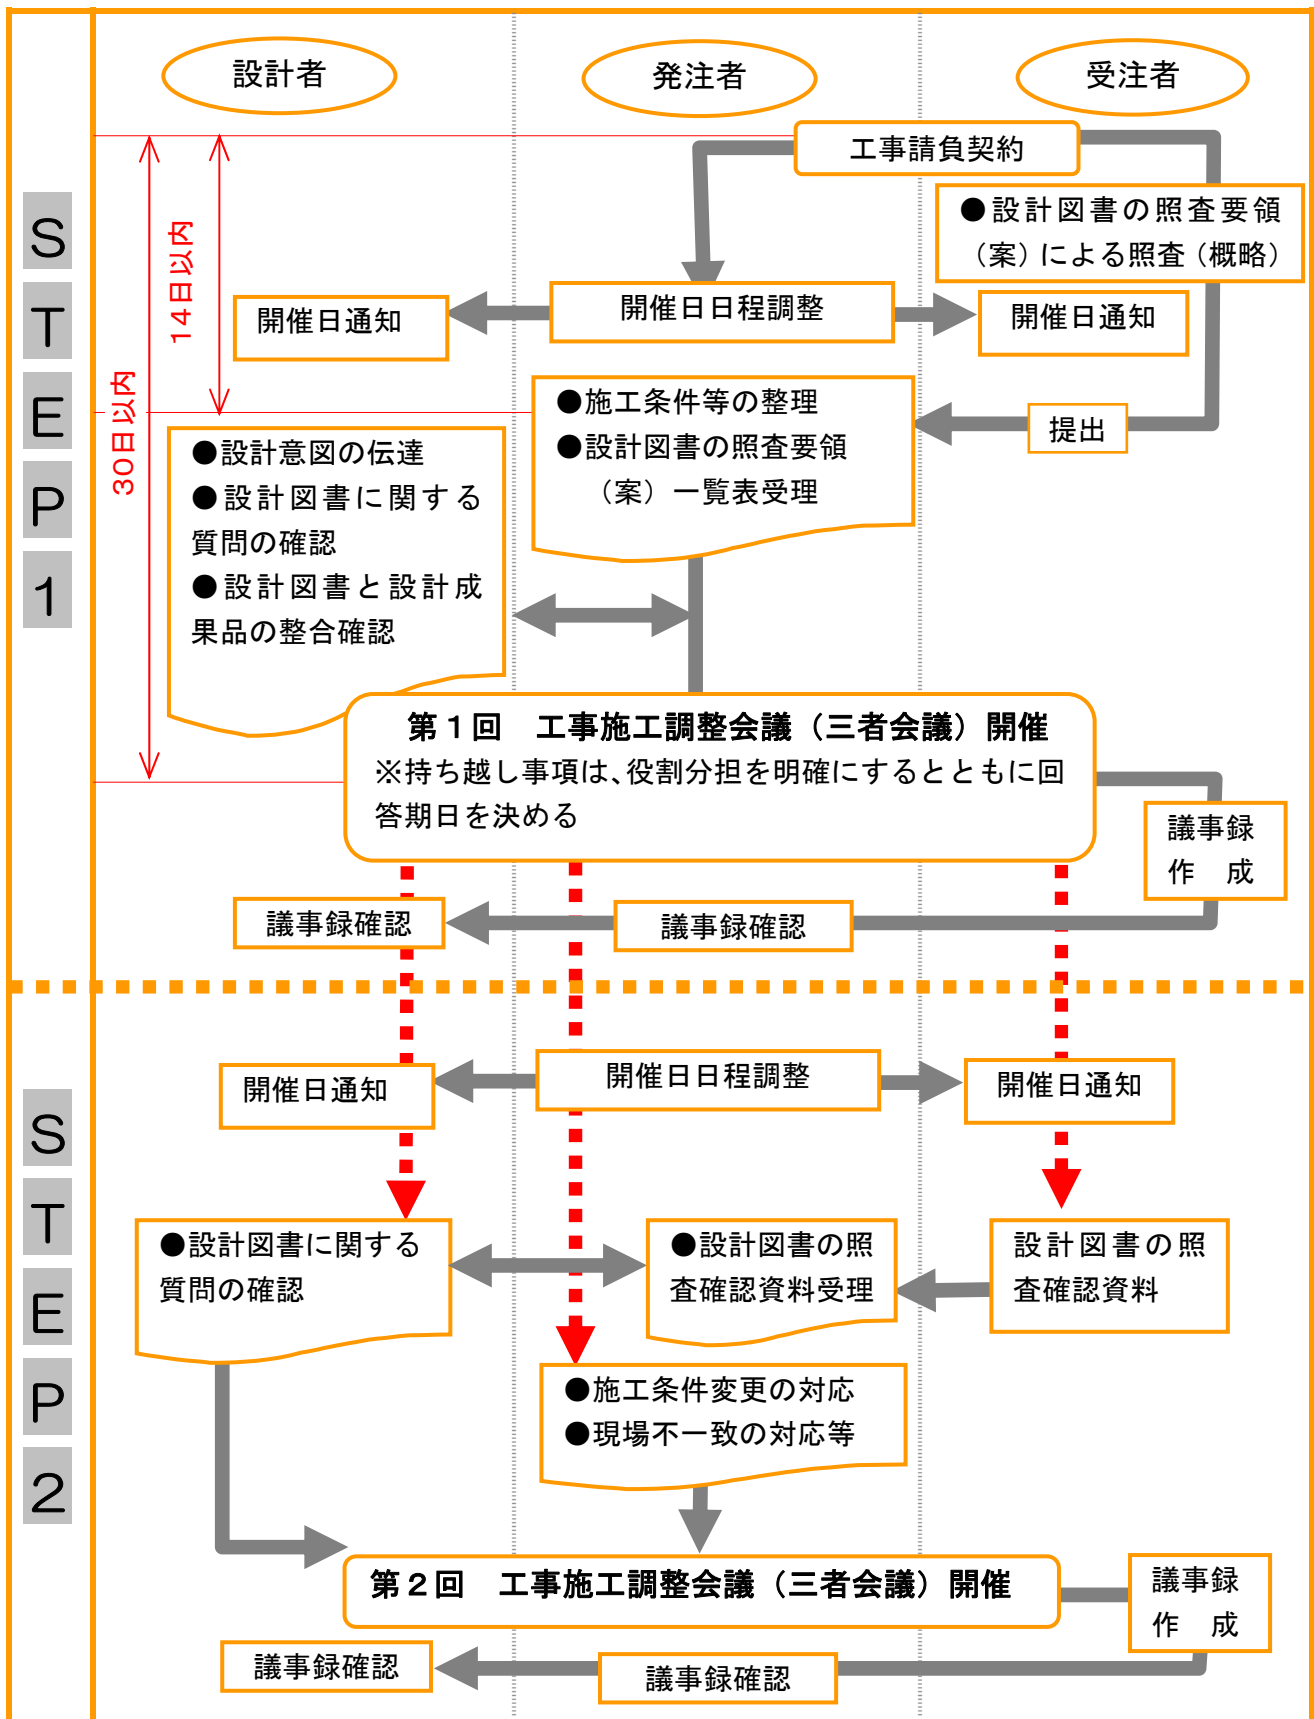 設計者
発注者
受注者
工事請負契約
STEP1
14日以内
30日以内
●設計図書の照査要領
（案）による照査（概略）
開催日通知
開催日日程調整
開催日通知
●施工条件等の整理
●設計図書の照査要領
（案）一覧表受理
提出
●設計意図の伝達
●設計図書に関する
質問の確認
●設計図書と設計成
果品の整合確認
第１回　工事施工調整会議（三者会議）開催
※持ち越し事項は、役割分担を明確にするとともに回
答期日を決める
議事録
作　成
議事録確認
議事録確認
STEP2
開催日通知
開催日日程調整
開催日通知
●設計図書に関する
質問の確認
●設計図書の照
査確認資料受理
設計図書の照
査確認資料
●施工条件変更の対応
●現場不一致の対応等
第２回　工事施工調整会議（三者会議）開催
議事録
作　成
議事録確認
議事録確認